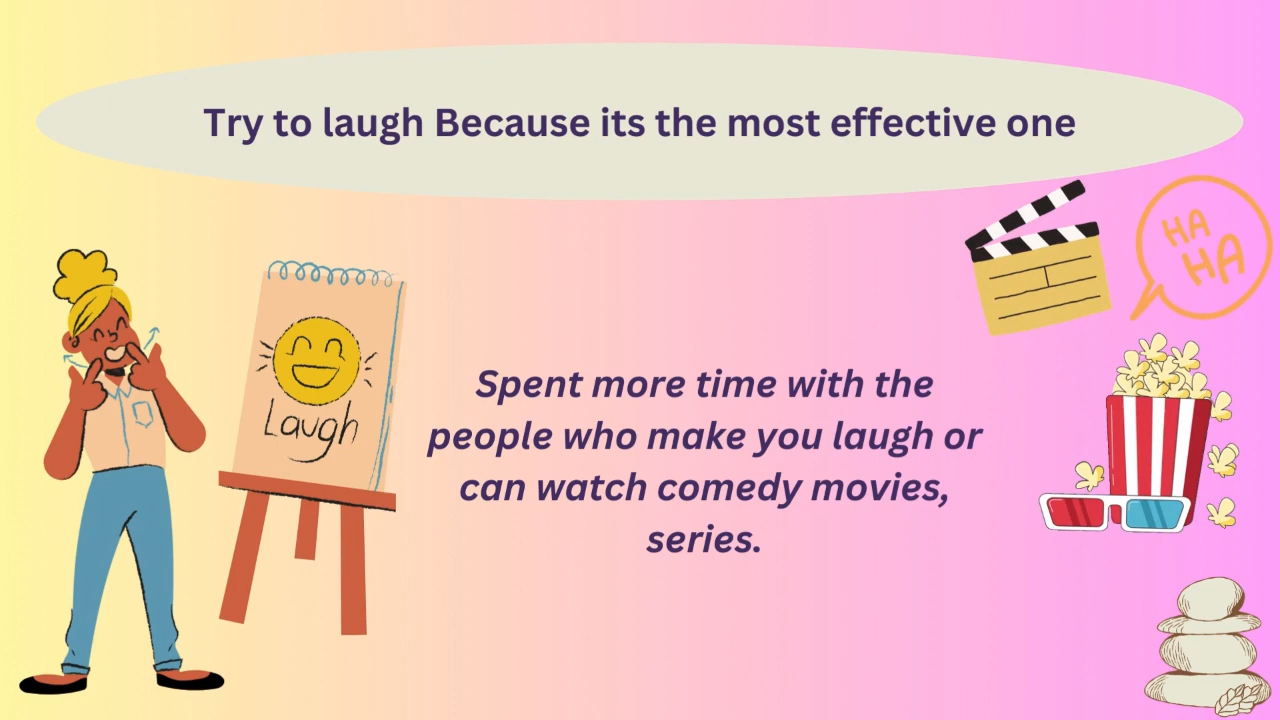 Try to laugh Because its the most effective one
HA
HA
Laugh
Spent more time with the
people who make you laugh or
can watch comedy movies,
series.